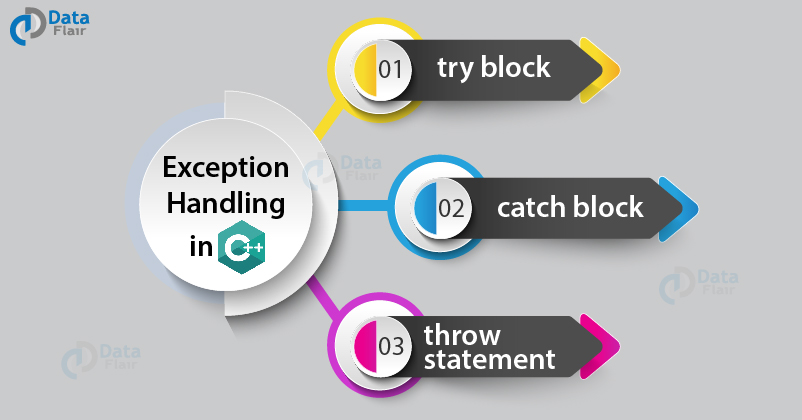 Data
Flair
01
try block
Exception
Handling
in C++
Data
Flair
02
catch block
Data
Flair
03
throw
statement
Data
Flair